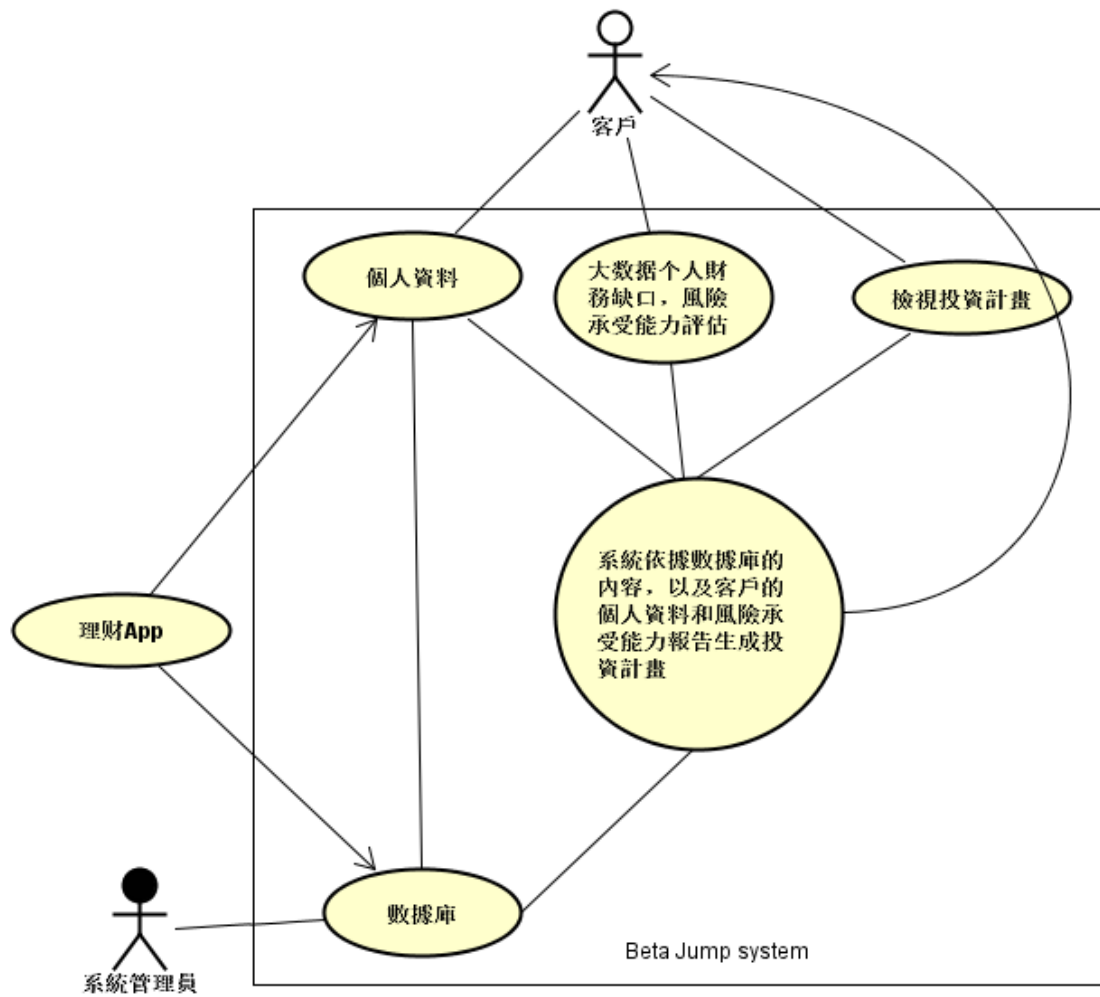 客戶
個人資料
大数据个人財
務缺口，風險
承受能力評估
檢視投資計畫
系統依據數據庫的
內容，以及客戶的
個人資料和風險承
受能力報告生成投
資計畫
理财App
數據庫
系統管理員
Beta Jump system